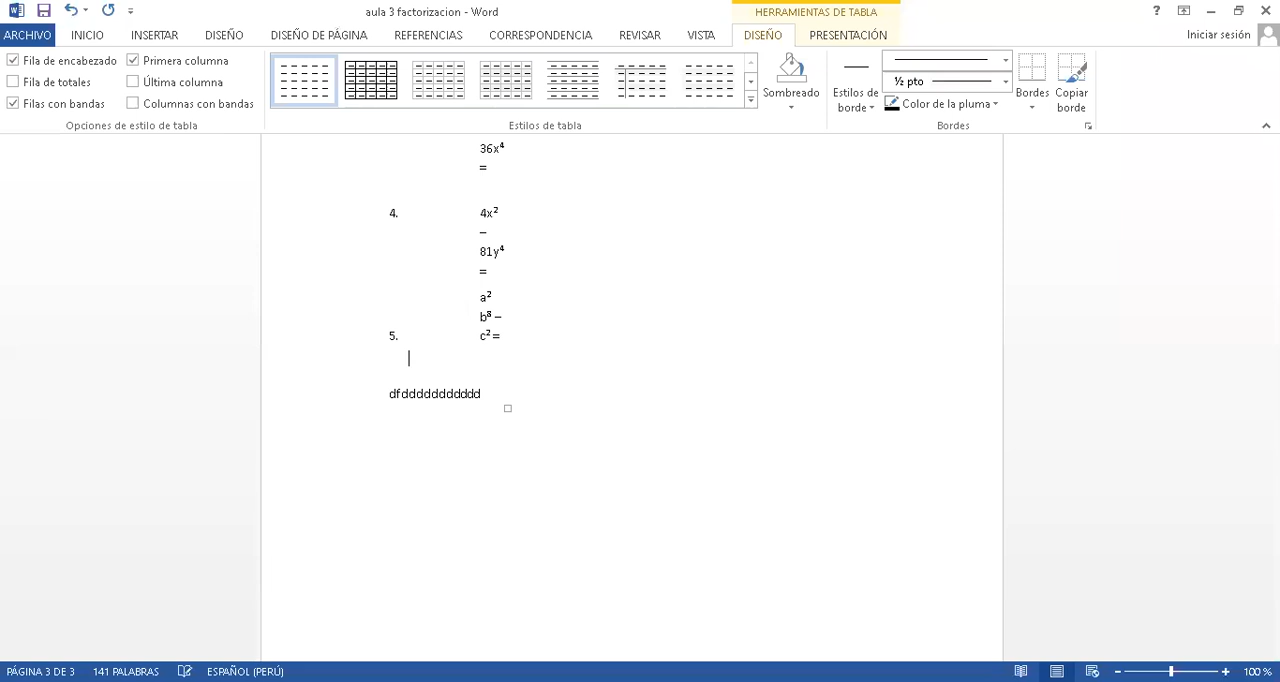 aula 3 factorizacion - Word
HERRAMIENTAS DE TABLA
?
ARCHIVO INICIO INSERTAR DISEÑO DISEÑO DE PÁGINA REFERENCIAS CORRESPONDENCIA REVISAR VISTA DISEÑO PRESENTACIÓN Iniciar sesión
Fila de encabezado Primera columna
Fila de totales Última columna
Filas con bandas Columnas con bandas
Opciones de estilo de tabla
Estilos de tabla
Sombreado
Estilos de borde
½ pto
Color de la pluma
Bordes
Copiar borde
Bordes
36x⁴
=
4. 4x²
–
81y⁴
=
a²
b⁸ –
5. c² =
dfdddddddddddd
PÁGINA 3 DE 3 141 PALABRAS ESPAÑOL (PERÚ) 100 %